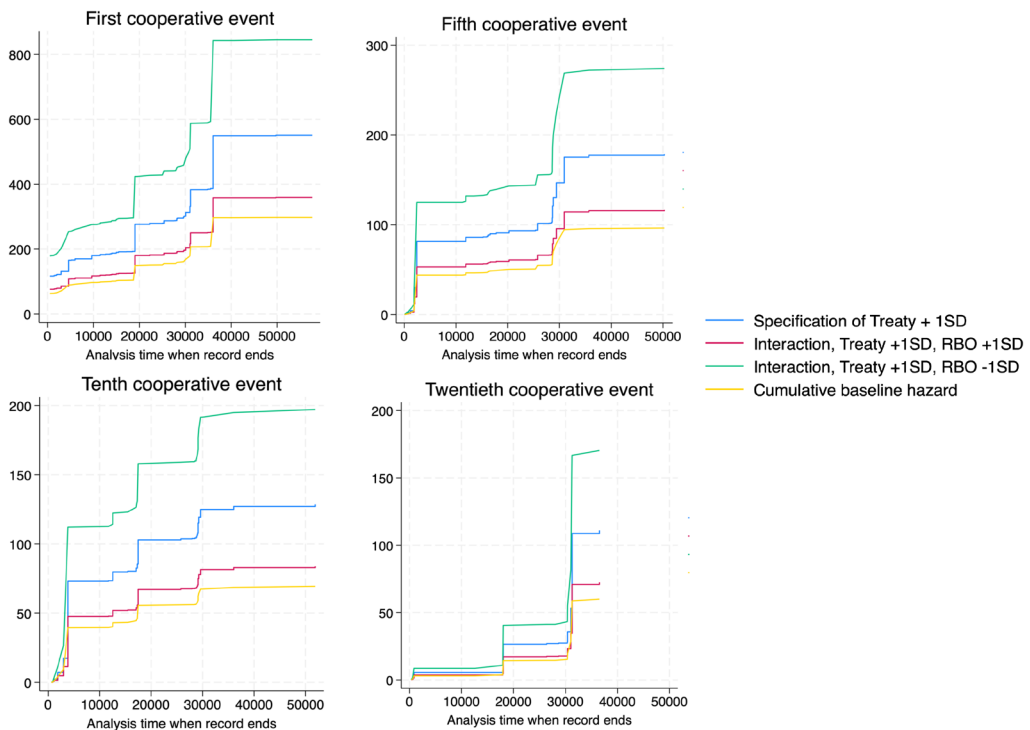 First cooperative event
800
600
400
200
0
0 10000 20000 30000 40000 50000
Analysis time when record ends
Fifth cooperative event
300
200
100
0
0 10000 20000 30000 40000 50000
Analysis time when record ends
Tenth cooperative event
200
150
100
50
0
0 10000 20000 30000 40000 50000
Analysis time when record ends
Twentieth cooperative event
200
150
100
50
0
0 10000 20000 30000 40000 50000
Analysis time when record ends
Specification of Treaty + 1SD
Interaction, Treaty +1SD, RBO +1SD
Interaction, Treaty +1SD, RBO -1SD
Cumulative baseline hazard